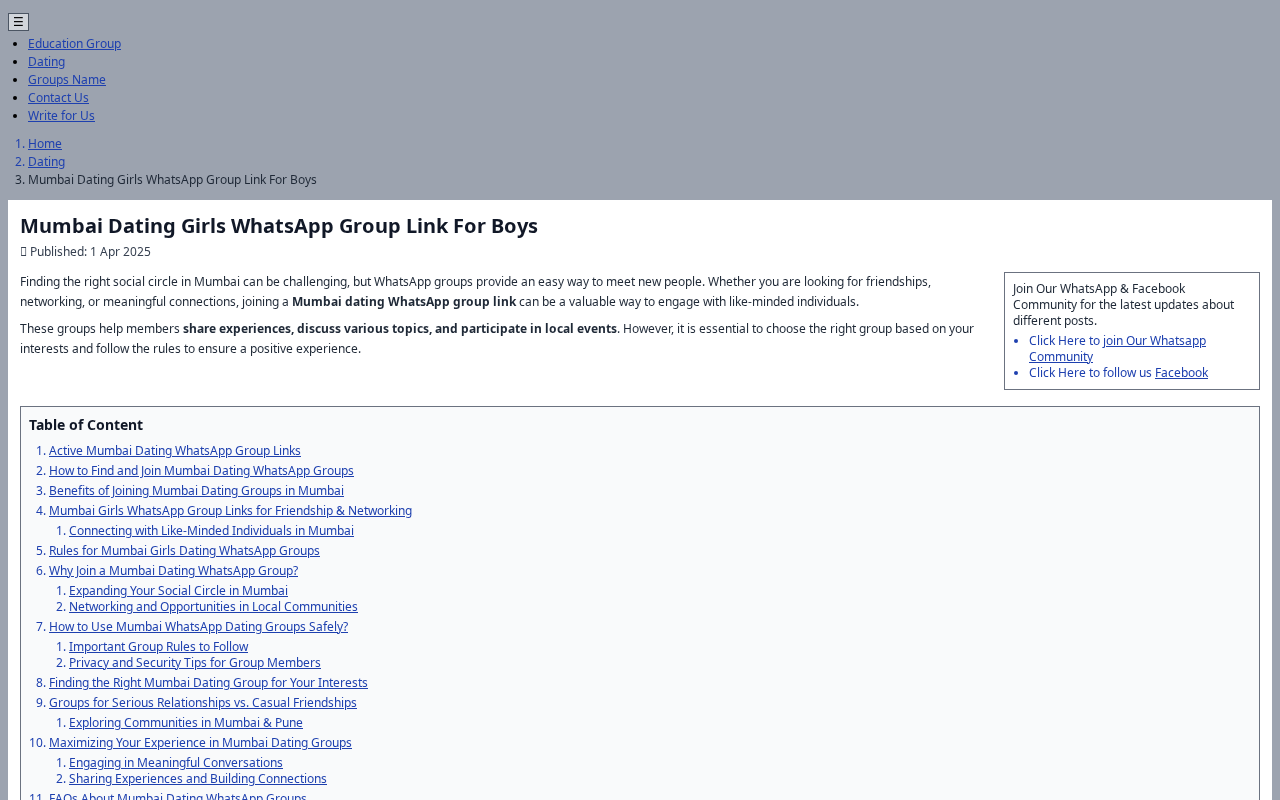 ☰
Education Group
Dating
Groups Name
Contact Us
Write for Us
1. Home
2. Dating
3. Mumbai Dating Girls WhatsApp Group Link For Boys
Mumbai Dating Girls WhatsApp Group Link For Boys
Published: 1 Apr 2025
Finding the right social circle in Mumbai can be challenging, but WhatsApp groups provide an easy way to meet new people. Whether you are looking for friendships,
networking, or meaningful connections, joining a Mumbai dating WhatsApp group link can be a valuable way to engage with like-minded individuals.
These groups help members share experiences, discuss various topics, and participate in local events. However, it is essential to choose the right group based on your
interests and follow the rules to ensure a positive experience.
Join Our WhatsApp & Facebook
Community for the latest updates about
different posts.
Click Here to join Our Whatsapp
Community
Click Here to follow us Facebook
Table of Content
1. Active Mumbai Dating WhatsApp Group Links
2. How to Find and Join Mumbai Dating WhatsApp Groups
3. Benefits of Joining Mumbai Dating Groups in Mumbai
4. Mumbai Girls WhatsApp Group Links for Friendship & Networking
1. Connecting with Like-Minded Individuals in Mumbai
5. Rules for Mumbai Girls Dating WhatsApp Groups
6. Why Join a Mumbai Dating WhatsApp Group?
1. Expanding Your Social Circle in Mumbai
2. Networking and Opportunities in Local Communities
7. How to Use Mumbai WhatsApp Dating Groups Safely?
1. Important Group Rules to Follow
2. Privacy and Security Tips for Group Members
8. Finding the Right Mumbai Dating Group for Your Interests
9. Groups for Serious Relationships vs. Casual Friendships
1. Exploring Communities in Mumbai & Pune
10. Maximizing Your Experience in Mumbai Dating Groups
1. Engaging in Meaningful Conversations
2. Sharing Experiences and Building Connections
11. FAQs About Mumbai Dating WhatsApp Groups